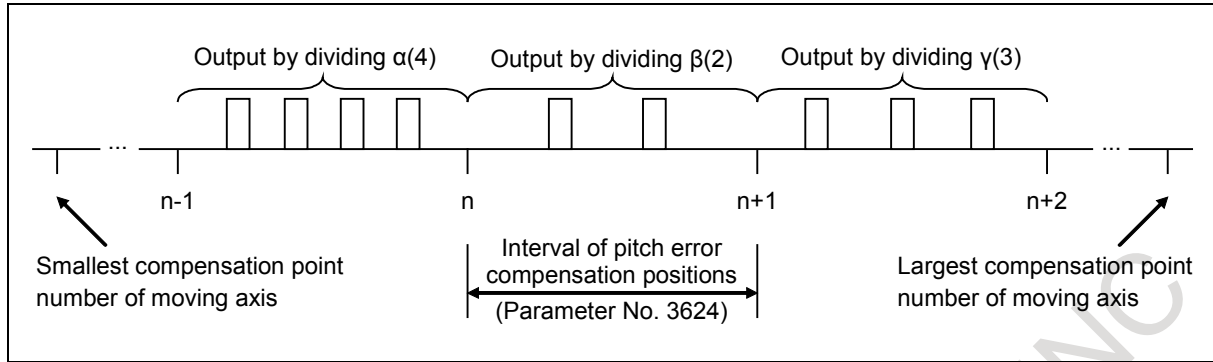 Output by dividing α(4)
Output by dividing β(2)
Output by dividing γ(3)
...
...
n-1
n
n+1
n+2
Smallest compensation point
number of moving axis
Interval of pitch error
compensation positions
(Parameter No. 3624)
Largest compensation point
number of moving axis
NC